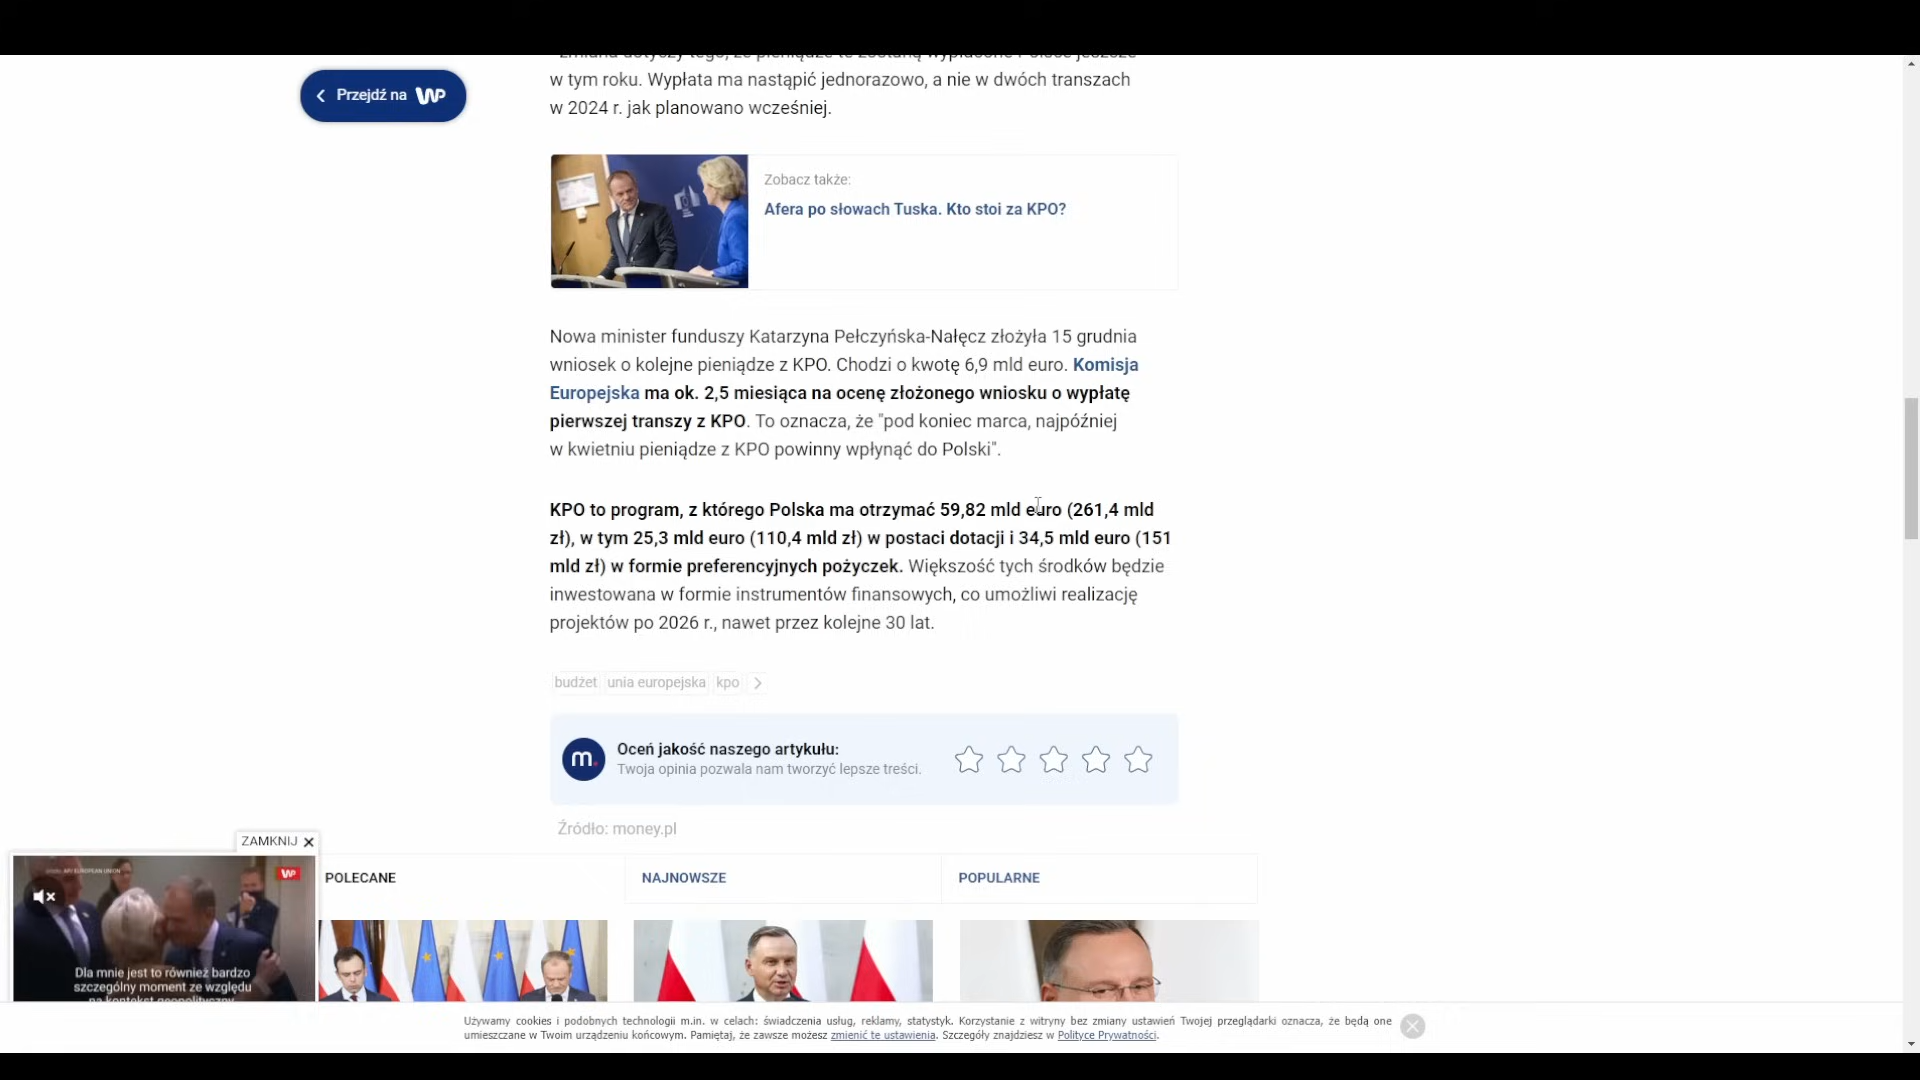 Przejdź na WP
w tym roku. Wypłata ma nastąpić jednorazowo, a nie w dwóch transzach
w 2024 r. jak planowano wcześniej.
Zobacz także:
Afera po słowach Tuska. Kto stoi za KPO?
Nowa minister funduszy Katarzyna Pełczyńska-Nałęcz złożyła 15 grudnia
wniosek o kolejne pieniądze z KPO. Chodzi o kwotę 6,9 mld euro. Komisja
Europejska ma ok. 2,5 miesiąca na ocenę złożonego wniosku o wypłatę
pierwszej transzy z KPO. To oznacza, że "pod koniec marca, najpóźniej
w kwietniu pieniądze z KPO powinny wpłynąć do Polski".
KPO to program, z którego Polska ma otrzymać 59,82 mld euro (261,4 mld
zł), w tym 25,3 mld euro (110,4 mld zł) w postaci dotacji i 34,5 mld euro (151
mld zł) w formie preferencyjnych pożyczek. Większość tych środków będzie
inwestowana w formie instrumentów finansowych, co umożliwi realizację
projektów po 2026 r., nawet przez kolejne 30 lat.
budżet unia europejska kpo
m. Oceń jakość naszego artykułu:
Twoja opinia pozwala nam tworzyć lepsze treści.
Źródło: money.pl
ZAMKNIJ
WP
Dla mnie jest to również bardzo
szczególny moment ze względu
POLECANE NAJNOWSZE POPULARNE
Używamy cookies i podobnych technologii m.in. w celach: świadczenia usług, reklamy, statystyk. Korzystanie z witryny bez zmiany ustawień Twojej przeglądarki oznacza, że będą one
umieszczane w Twoim urządzeniu końcowym. Pamiętaj, że zawsze możesz zmienić te ustawienia. Szczegóły znajdziesz w Polityce Prywatności.